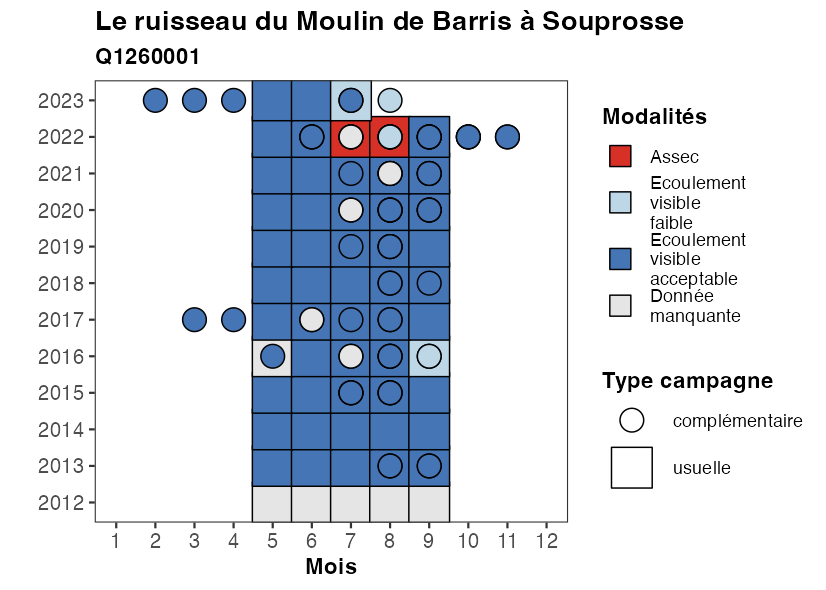 Le ruisseau du Moulin de Barris à Souprosse
Q1260001
2023
2022
2021
2020
2019
2018
2017
2016
2015
2014
2013
2012
1 2 3 4 5 6 7 8 9 10 11 12
Mois
Modalités
Assec
Ecoulement
visible
faible
Ecoulement
visible
acceptable
Donnée
manquante
Type campagne
complémentaire
usuelle